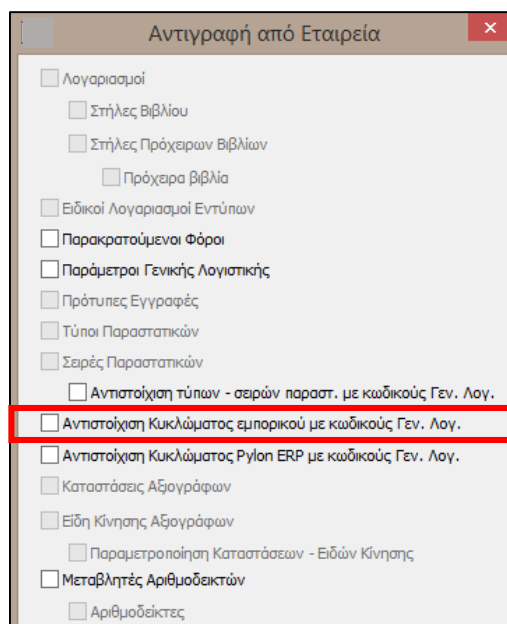 Αντιγραφή από Εταιρεία
Λογαριασμοί
Στήλες Βιβλίου
Στήλες Πρόχειρων Βιβλίων
Πρόχειρα βιβλία
Ειδικοί Λογαριασμοί Εντύπων
Παρακρατούμενοι Φόροι
Παράμετροι Γενικής Λογιστικής
Πρότυπες Εγγραφές
Τύποι Παραστατικών
Σειρές Παραστατικών
Αντιστοίχιση τύπων - σειρών παραστ. με κωδικούς Γεν. Λογ.
Αντιστοίχιση Κυκλώματος εμπορικού με κωδικούς Γεν. Λογ.
Αντιστοίχιση Κυκλώματος Pylon ERP με κωδικούς Γεν. Λογ.
Καταστάσεις Αξιογράφων
Είδη Κίνησης Αξιογράφων
Παραμετροποίηση Καταστάσεων - Ειδών Κίνησης
Μεταβλητές Αριθμοδεικτών
Αριθμοδείκτες